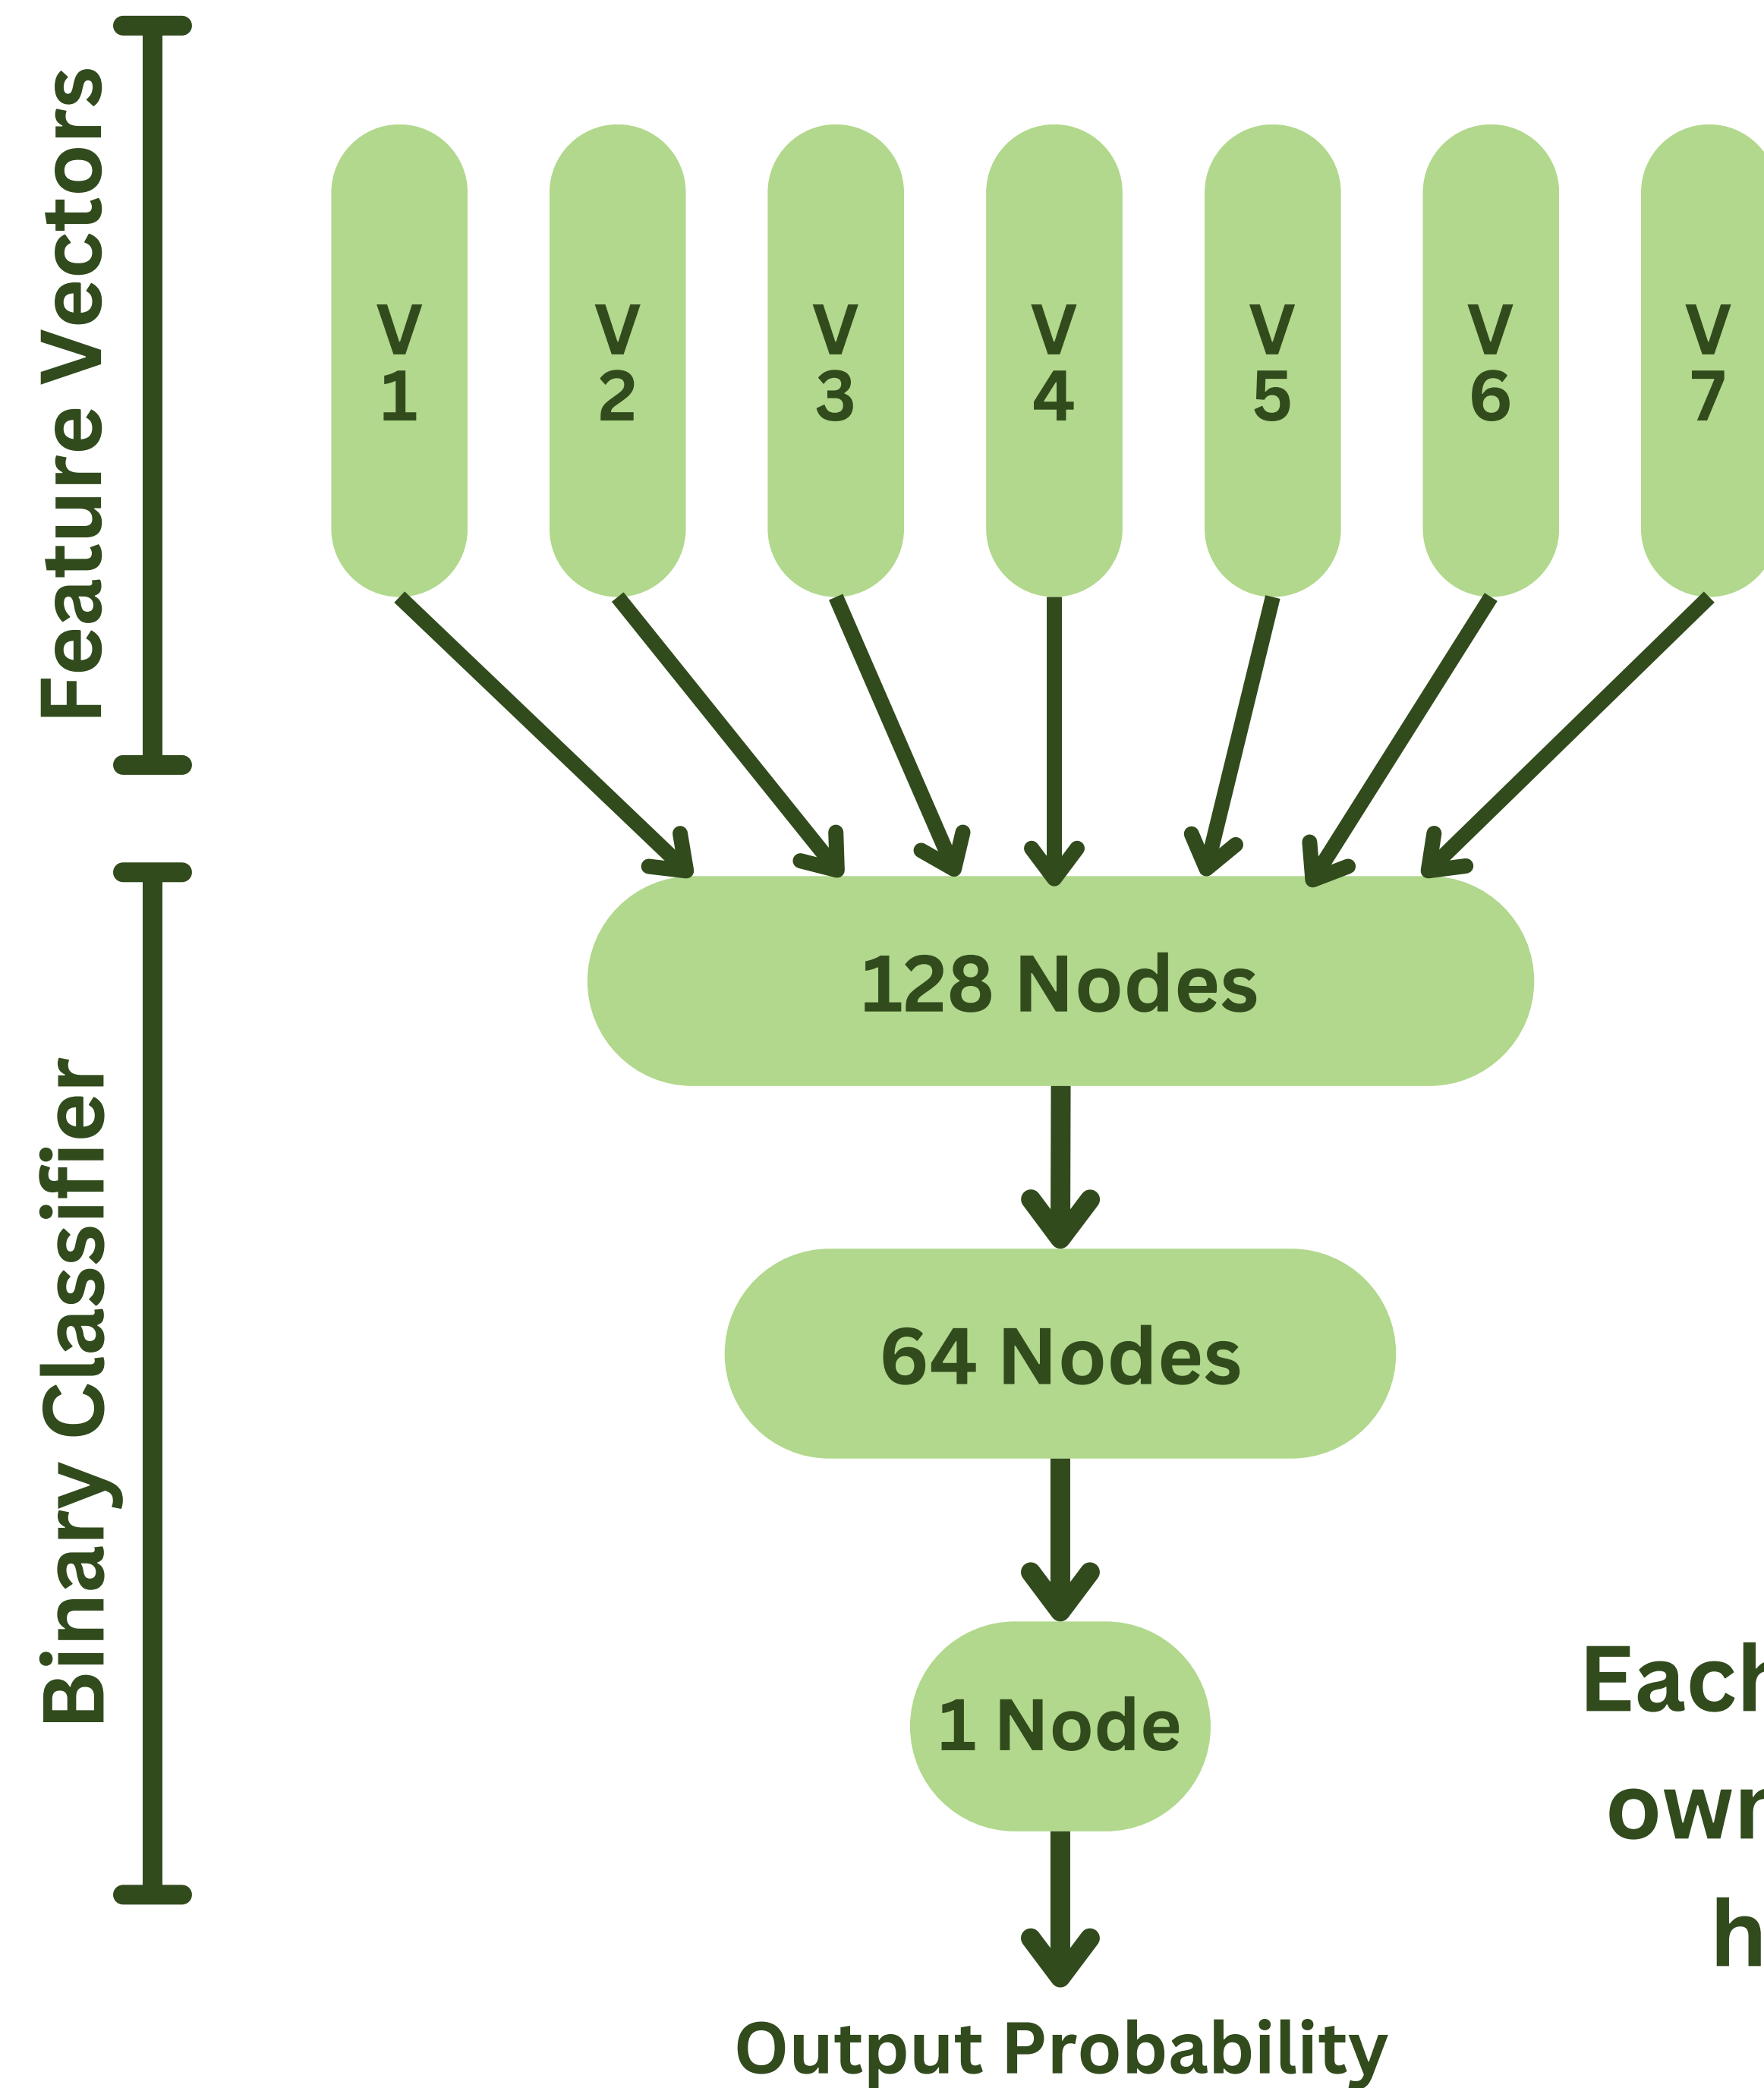 Feature Vectors
V
1
V
2
V
3
V
4
V
5
V
6
V
7
Binary Classifier
128 Nodes
64 Nodes
1 Node
Output Probability